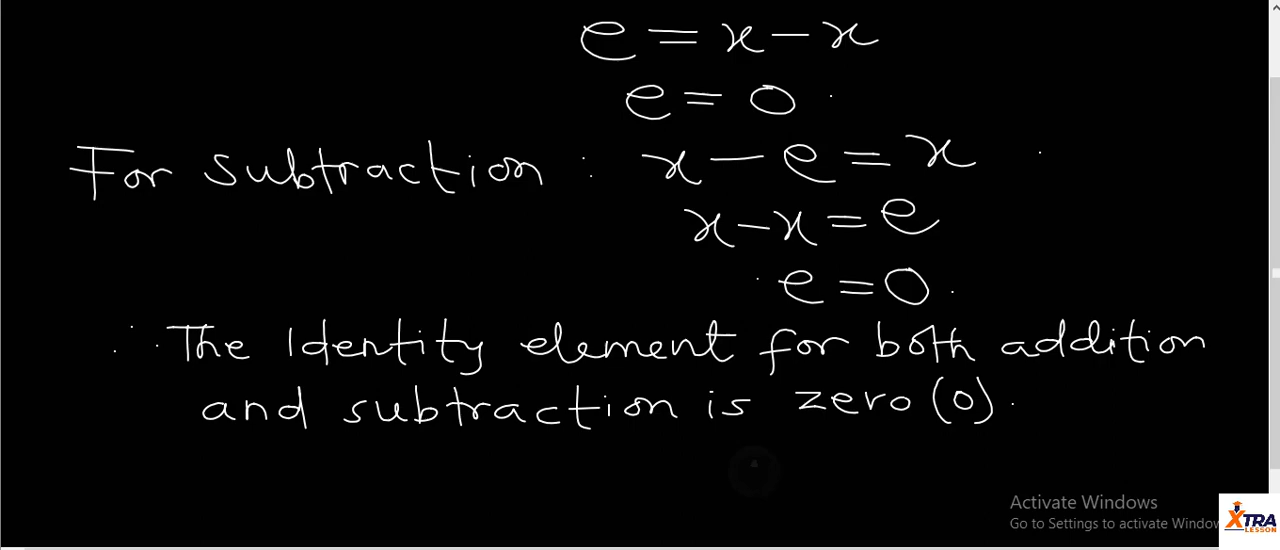 e = x - x
e = 0 .
For subtraction : x - e = x .
x - x = e
e = 0 .
∴ The Identity element for both addition
and subtraction is zero (0).
Activate Windows
Go to Settings to activate Window
XTRA
LESSON